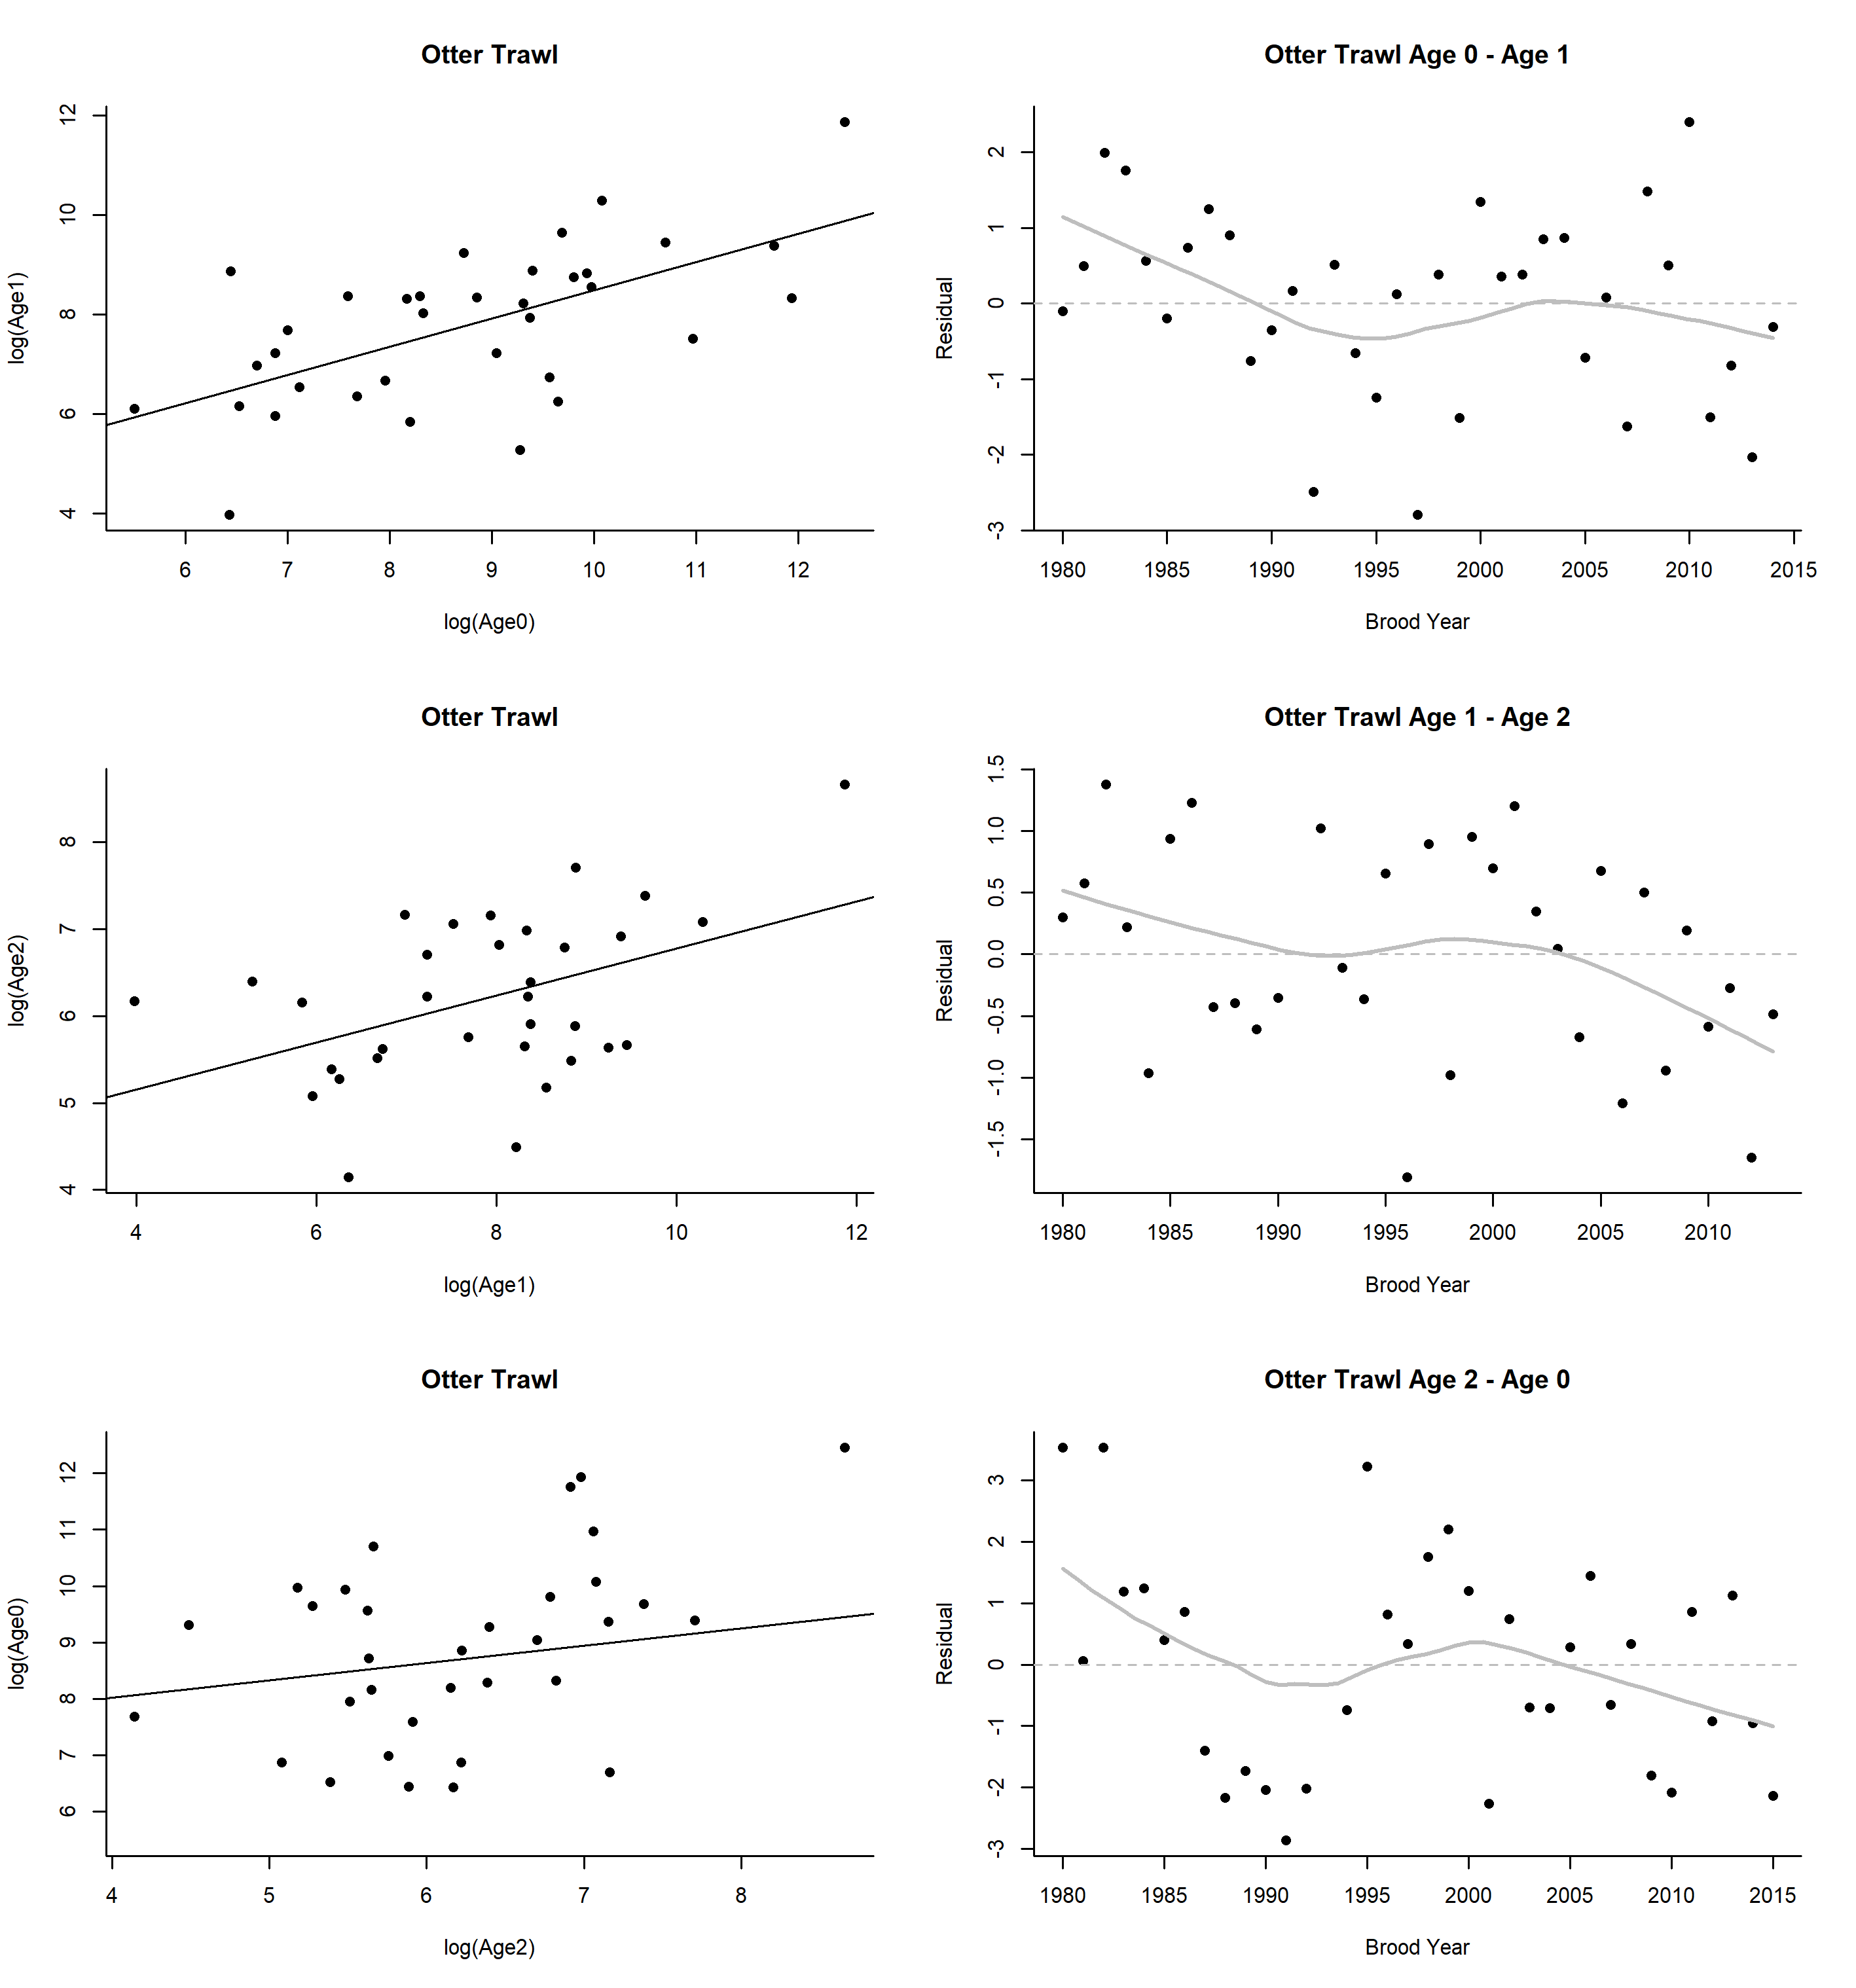 Otter Trawl
log(Age1)
12
10
8
6
4
6 7 8 9 10 11 12
log(Age0)
Otter Trawl Age 0 - Age 1
Residual
2
1
0
-1
-2
-3
1980 1985 1990 1995 2000 2005 2010 2015
Brood Year
Otter Trawl
log(Age2)
8
7
6
5
4
4 6 8 10 12
log(Age1)
Otter Trawl Age 1 - Age 2
Residual
1.5
1.0
0.5
0.0
-0.5
-1.0
-1.5
1980 1985 1990 1995 2000 2005 2010
Brood Year
Otter Trawl
log(Age0)
12
11
10
9
8
7
6
4 5 6 7 8
log(Age2)
Otter Trawl Age 2 - Age 0
Residual
3
2
1
0
-1
-2
-3
1980 1985 1990 1995 2000 2005 2010 2015
Brood Year